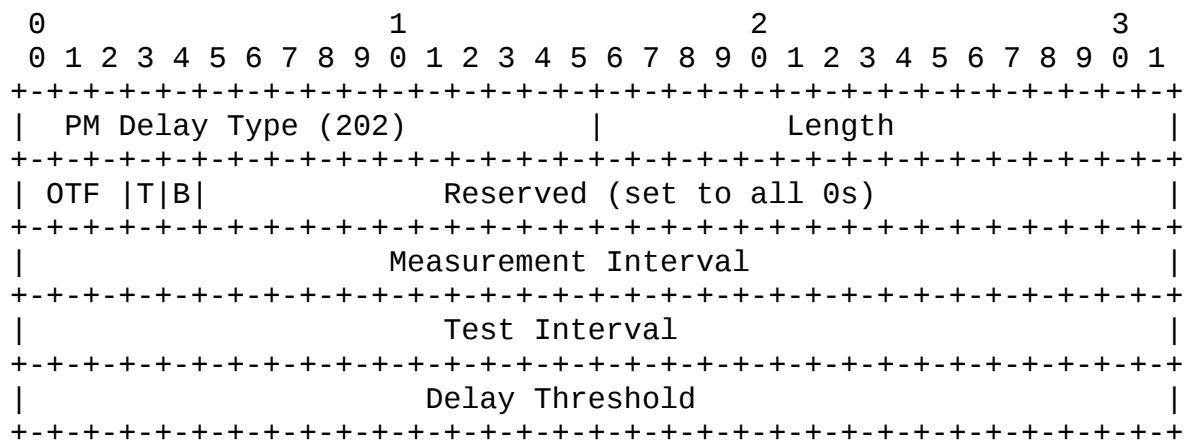 0                   1                   2                   3
 0 1 2 3 4 5 6 7 8 9 0 1 2 3 4 5 6 7 8 9 0 1 2 3 4 5 6 7 8 9 0 1
+-+-+-+-+-+-+-+-+-+-+-+-+-+-+-+-+-+-+-+-+-+-+-+-+-+-+-+-+-+-+-+-+
|  PM Delay Type (202)          |          Length               |
+-+-+-+-+-+-+-+-+-+-+-+-+-+-+-+-+-+-+-+-+-+-+-+-+-+-+-+-+-+-+-+-+
| OTF |T|B|             Reserved (set to all 0s)                |
+-+-+-+-+-+-+-+-+-+-+-+-+-+-+-+-+-+-+-+-+-+-+-+-+-+-+-+-+-+-+-+-+
|                    Measurement Interval                       |
+-+-+-+-+-+-+-+-+-+-+-+-+-+-+-+-+-+-+-+-+-+-+-+-+-+-+-+-+-+-+-+-+
|                       Test Interval                           |
+-+-+-+-+-+-+-+-+-+-+-+-+-+-+-+-+-+-+-+-+-+-+-+-+-+-+-+-+-+-+-+-+
|                      Delay Threshold                          |
+-+-+-+-+-+-+-+-+-+-+-+-+-+-+-+-+-+-+-+-+-+-+-+-+-+-+-+-+-+-+-+-+